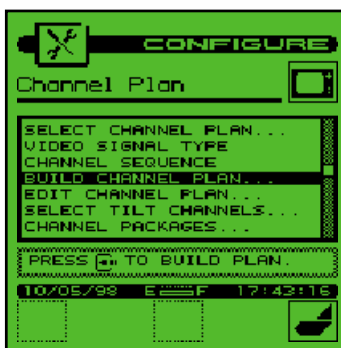 CONFIGURE
Channel Plan
SELECT CHANNEL PLAN...
VIDEO SIGNAL TYPE
CHANNEL SEQUENCE
BUILD CHANNEL PLAN...
EDIT CHANNEL PLAN...
SELECT TILT CHANNELS...
CHANNEL PACKAGES...
PRESS TO BUILD PLAN.
10/05/98 E F 17:43:16